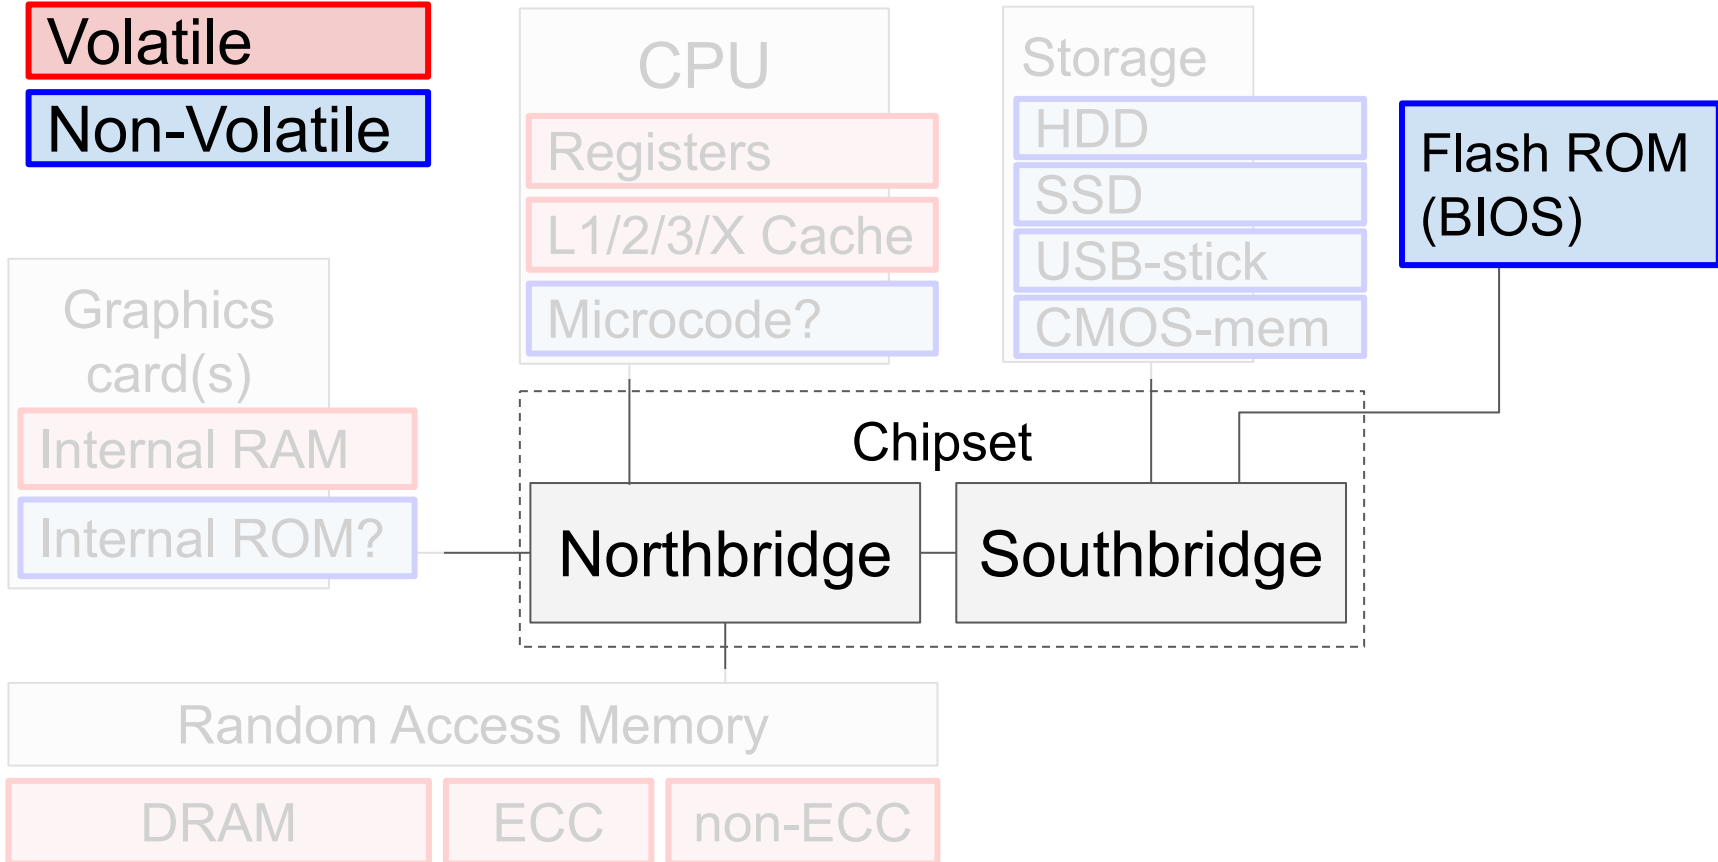 Volatile
Non-Volatile
CPU
Registers
L1/2/3/X Cache
Microcode?
Storage
HDD
SSD
USB-stick
CMOS-mem
Flash ROM
(BIOS)
Graphics
card(s)
Internal RAM
Internal ROM?
Chipset
Northbridge
Southbridge
Random Access Memory
DRAM
ECC
non-ECC